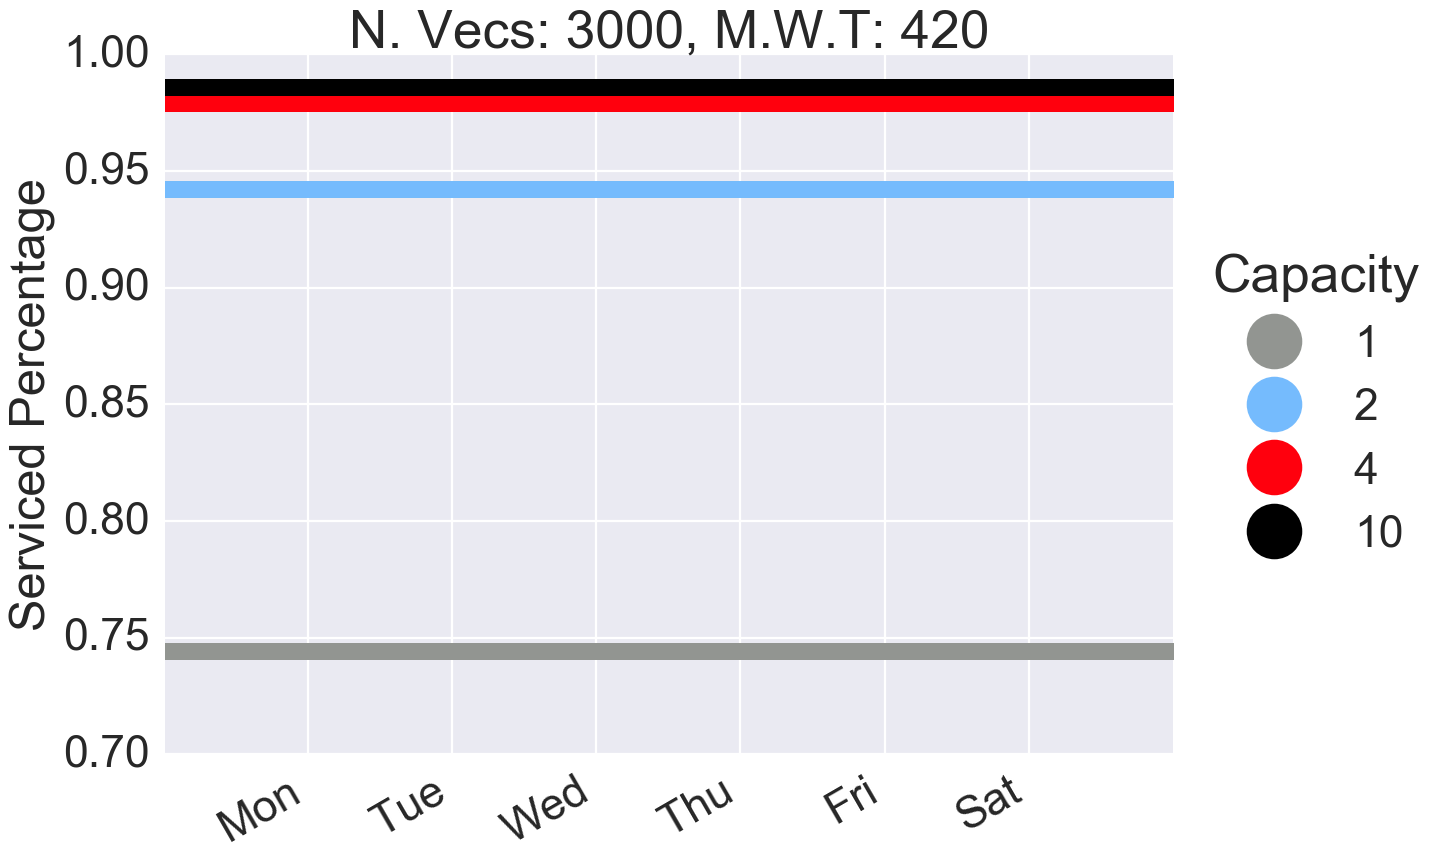 N. Vecs: 3000, M.W.T: 420
1.00
0.95
0.90
0.85
0.80
0.75
0.70
Serviced Percentage
Mon
Tue
Wed
Thu
Fri
Sat
Capacity
1
2
4
10